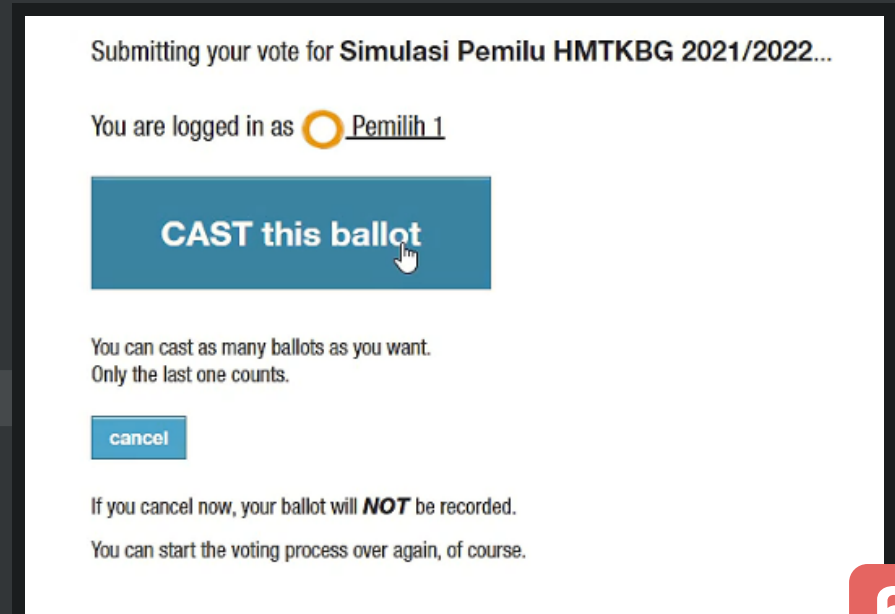 Submitting your vote for Simulasi Pemilu HMTKBG 2021/2022...
You are logged in as Pemilih 1
CAST this ballot
You can cast as many ballots as you want.
Only the last one counts.
cancel
If you cancel now, your ballot will NOT be recorded.
You can start the voting process over again, of course.